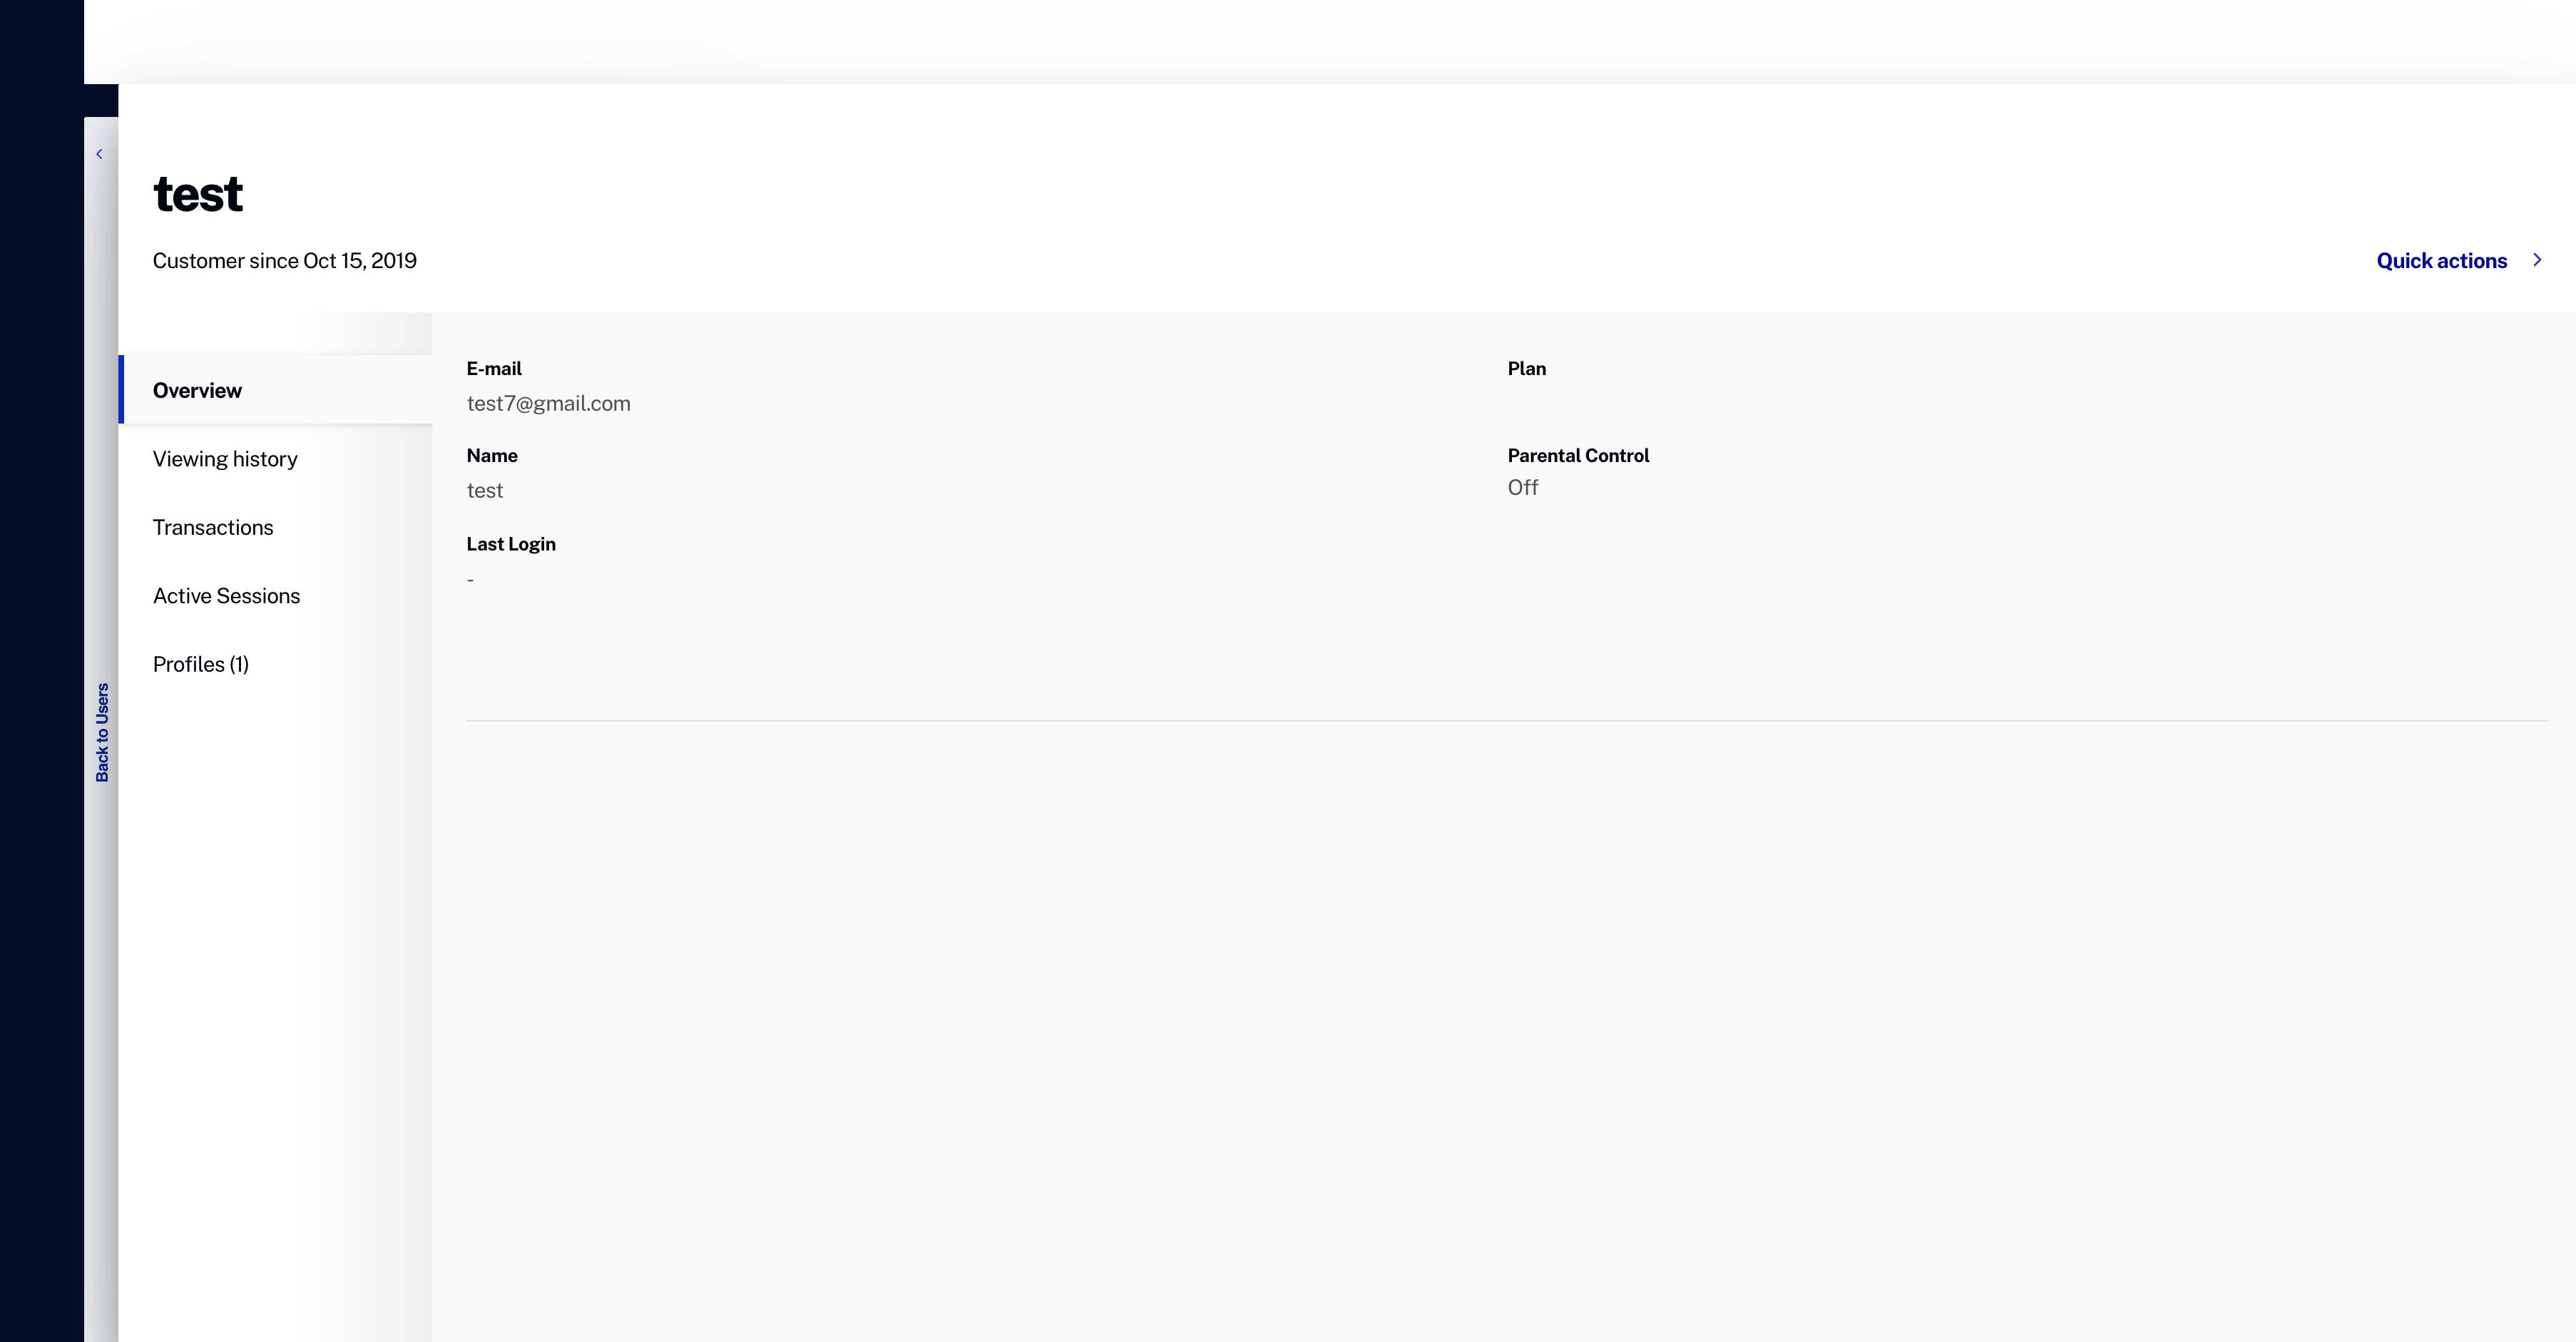 test
Customer since Oct 15, 2019
Quick actions
Overview
Viewing history
Transactions
Active Sessions
Profiles (1)
Back to Users
E-mail
test7@gmail.com
Plan
Name
test
Parental Control
Off
Last Login
-